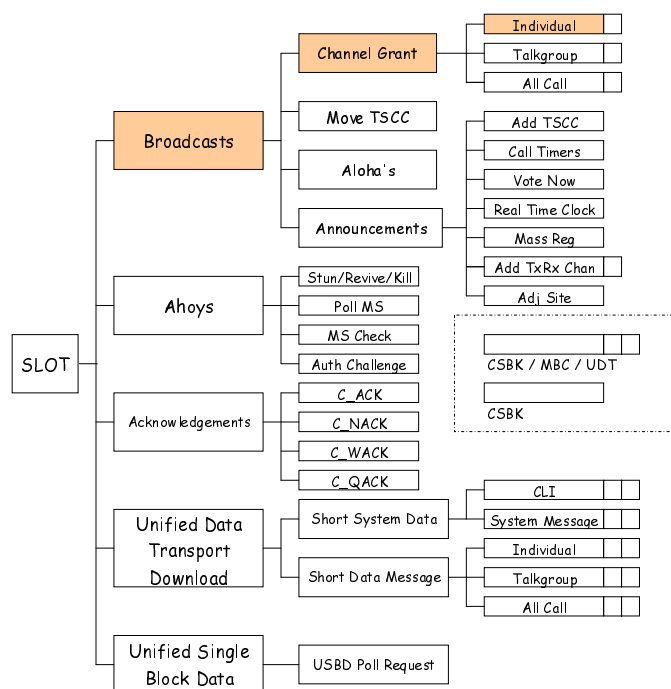 SLOT
Broadcasts
Channel Grant
Individual
Talkgroup
All Call
Move TSCC
Aloha's
Announcements
Add TSCC
Call Timers
Vote Now
Real Time Clock
Mass Reg
Add TxRx Chan
Adj Site
Ahoys
Stun/Revive/Kill
Poll MS
MS Check
Auth Challenge
CSBK / MBC / UDT
CSBK
Acknowledgements
C_ACK
C_NACK
C_WACK
C_QACK
Unified Data
Transport
Download
Short System Data
CLI
System Message
Short Data Message
Individual
Talkgroup
All Call
Unified Single
Block Data
USBD Poll Request